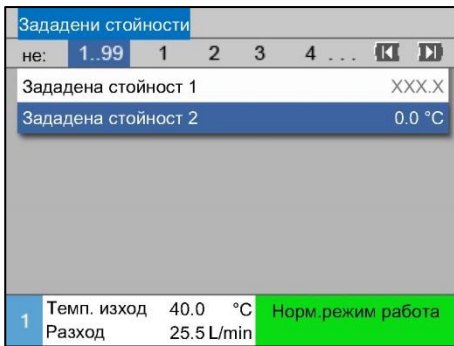 Зададени стойности
не: 1..99 1 2 3 4 ...
Зададена стойност 1 XXX.X
Зададена стойност 2 0.0 °C
1 Темп. изход 40.0 °C Норм.режим работа
Разход 25.5 L/min